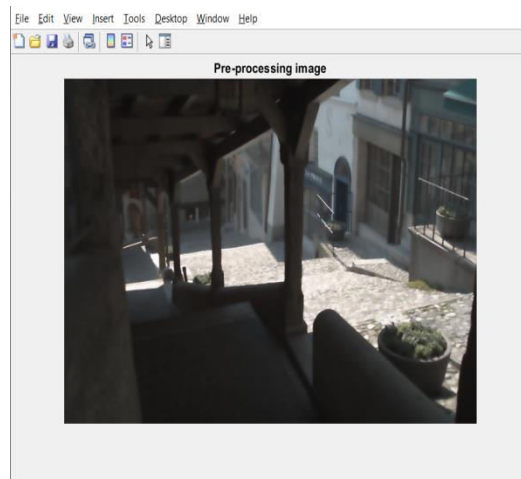 File Edit View Insert Tools Desktop Window Help
Pre-processing image